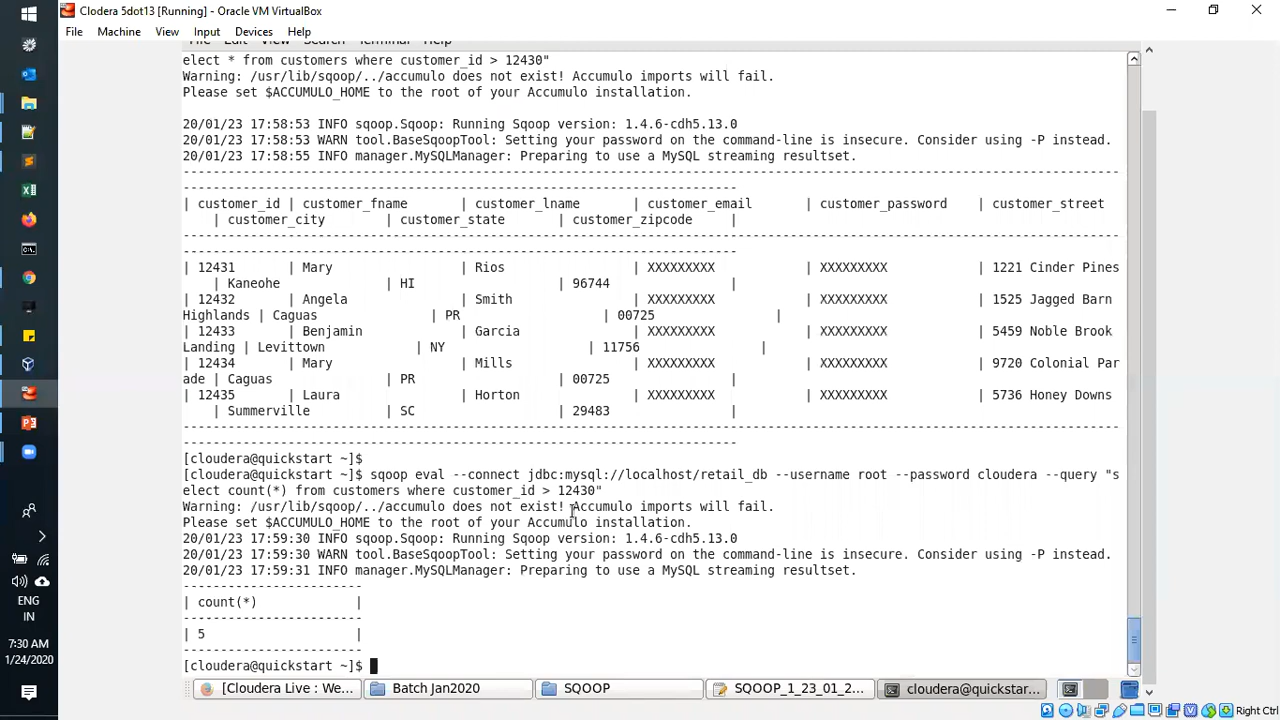 Clodera 5dot13 [Running] - Oracle VM VirtualBox
File Machine View Input Devices Help
File Edit View Search Terminal Help
elect * from customers where customer_id > 12430"
Warning: /usr/lib/sqoop/../accumulo does not exist! Accumulo imports will fail.
Please set $ACCUMULO_HOME to the root of your Accumulo installation.
20/01/23 17:58:53 INFO sqoop.Sqoop: Running Sqoop version: 1.4.6-cdh5.13.0
20/01/23 17:58:53 WARN tool.BaseSqoopTool: Setting your password on the command-line is insecure. Consider using -P instead.
20/01/23 17:58:55 INFO manager.MySQLManager: Preparing to use a MySQL streaming resultset.
| customer_id | customer_fname | customer_lname | customer_email | customer_password | customer_street
| customer_city | customer_state | customer_zipcode |
| 12431 | Mary | Rios | XXXXXXXXX | XXXXXXXXX | 1221 Cinder Pines
| Kaneohe | HI | 96744 |
| 12432 | Angela | Smith | XXXXXXXXX | XXXXXXXXX | 1525 Jagged Barn
Highlands | Caguas | PR | 00725 |
| 12433 | Benjamin | Garcia | XXXXXXXXX | XXXXXXXXX | 5459 Noble Brook
Landing | Levittown | NY | 11756 |
| 12434 | Mary | Mills | XXXXXXXXX | XXXXXXXXX | 9720 Colonial Par
ade | Caguas | PR | 00725 |
| 12435 | Laura | Horton | XXXXXXXXX | XXXXXXXXX | 5736 Honey Downs
| Summerville | SC | 29483 |
[cloudera@quickstart ~]$
[cloudera@quickstart ~]$ sqoop eval --connect jdbc:mysql://localhost/retail_db --username root --password cloudera --query "s
elect count(*) from customers where customer_id > 12430"
Warning: /usr/lib/sqoop/../accumulo does not exist! Accumulo imports will fail.
Please set $ACCUMULO_HOME to the root of your Accumulo installation.
20/01/23 17:59:30 INFO sqoop.Sqoop: Running Sqoop version: 1.4.6-cdh5.13.0
20/01/23 17:59:30 WARN tool.BaseSqoopTool: Setting your password on the command-line is insecure. Consider using -P instead.
20/01/23 17:59:31 INFO manager.MySQLManager: Preparing to use a MySQL streaming resultset.
| count(*) |
| 5 |
[cloudera@quickstart ~]$
ENG
IN
7:30 AM
1/24/2020
[Cloudera Live : We... Batch Jan2020 SQOOP SQOOP_1_23_01_2... cloudera@quickstar...
Right Ctrl